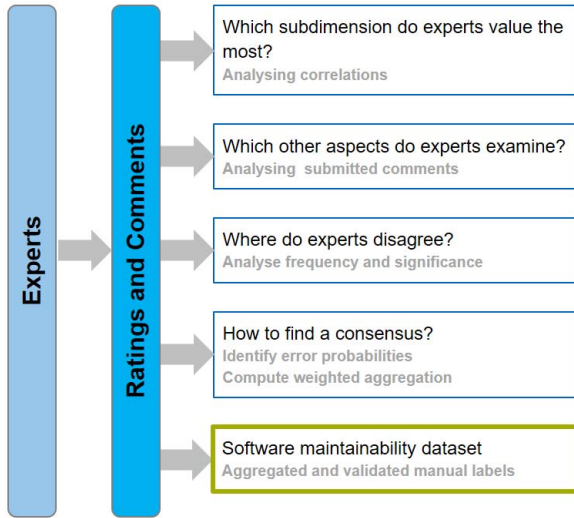 Experts
Ratings and Comments
Which subdimension do experts value the
most?
Analysing correlations
Which other aspects do experts examine?
Analysing submitted comments
Where do experts disagree?
Analyse frequency and significance
How to find a consensus?
Identify error probabilities
Compute weighted aggregation
Software maintainability dataset
Aggregated and validated manual labels